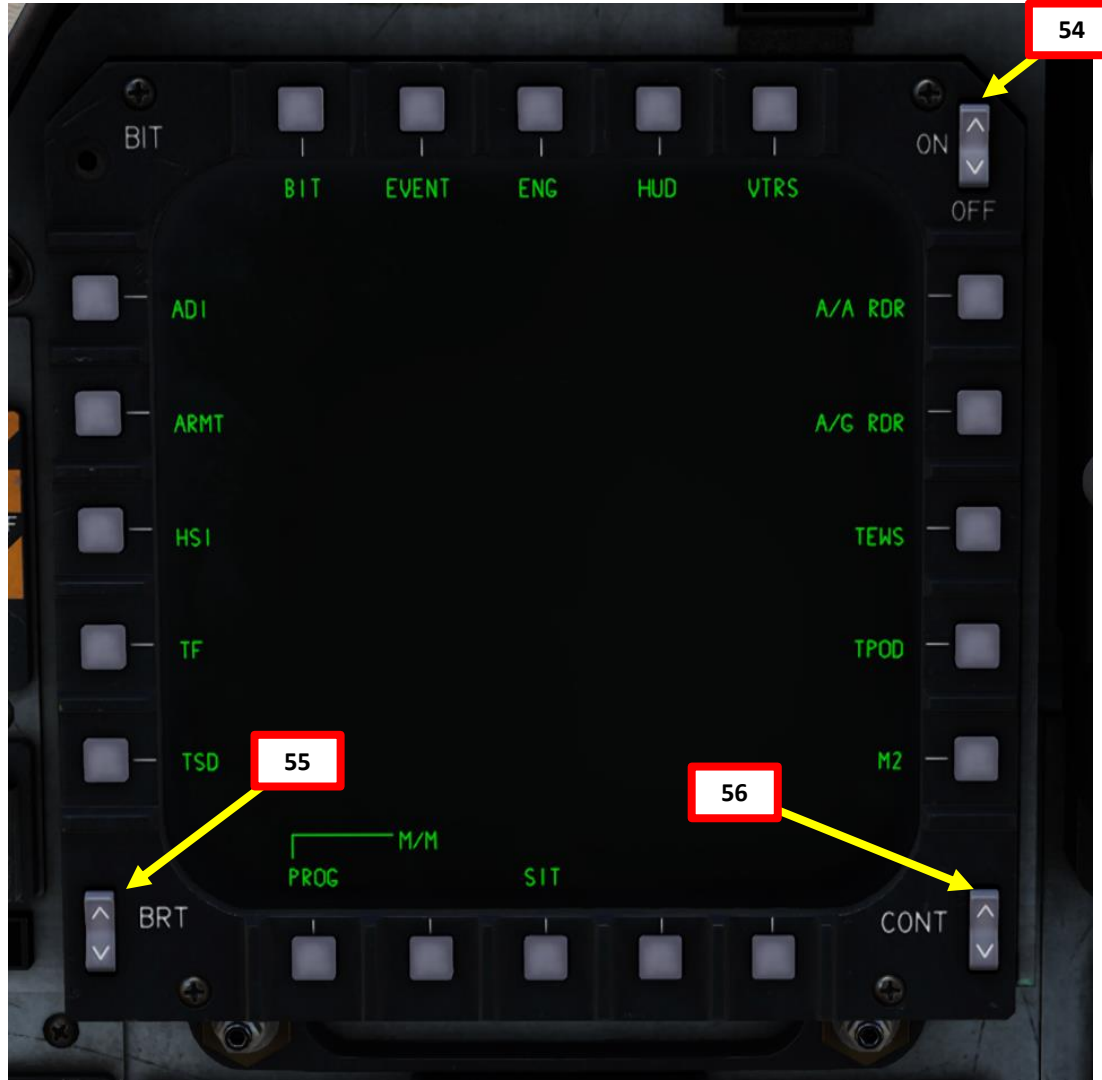 54
BIT
ON
OFF
BIT EVENT ENG HUD VTRS
ADI
A/A RDR
ARMT
A/G RDR
HSI
TEWS
TF
TPOD
TSD
55
M2
56
M/M
PROG
SIT
BRT
CONT
F